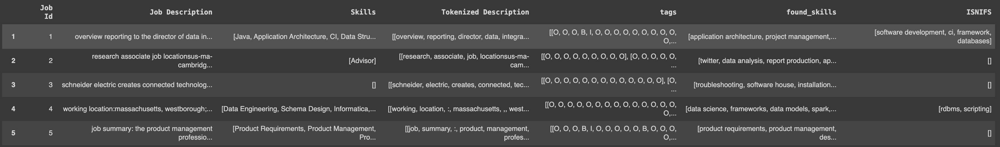 Job Id Job Description Skills Tokenized Description tags found_skills ISNIFS
1 1 overview reporting to the director of data in... [Java, Application Architecture, CI, Data Stru... [[overview, reporting, director, data, integra... [[O, O, O, B, I, O, O, O, O, O, O, O, O, O, O,... [application architecture, project management,... [software development, ci, framework, databases]
2 2 research associate job locationsus-ma-cambridg... [Advisor] [[research, associate, job, locationsus-ma-cam... [[O, O, O, O, O, O, O, O, O], [O, O, O, O, O, ... [twitter, data analysis, report production, ap... []
3 3 schneider electric creates connected technolog... [] [[schneider, electric, creates, connected, tec... [[O, O, O, O, O, O, O, O, O, O, O, O, O], [O, ... [troubleshooting, software house, installation... []
4 4 working location:massachusetts, westborough;... [Data Engineering, Schema Design, Informatica,... [[working, location, :, massachusetts, ,, west... [[O, O, O, O, O, O, O, O, O, O, O, O, O, O, O,... [data science, frameworks, data models, spark,... [rdbms, scripting]
5 5 job summary: the product management professio... [Product Requirements, Product Management, Pro... [[job, summary, :, product, management, profes... [[O, O, O, B, I, O, O, O, O, O, B, O, O, O, O,... [product requirements, product management, des... []